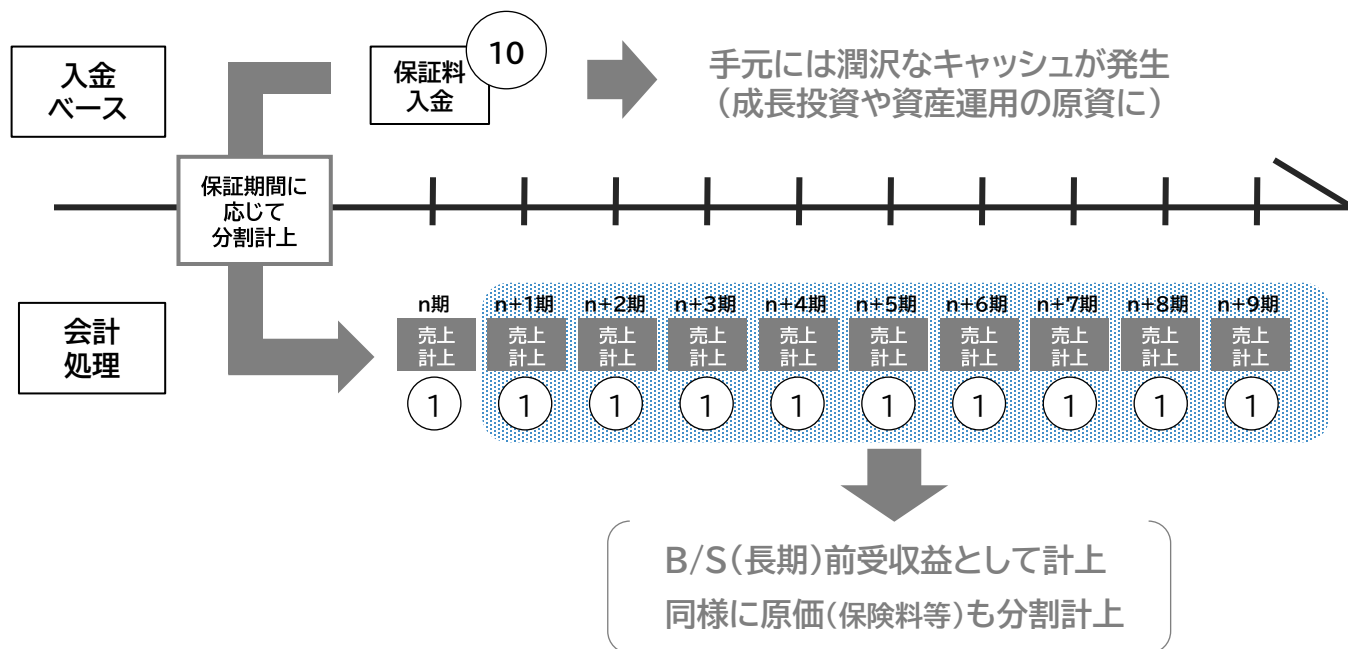 入金
ベース
保証料
入金
10
手元には潤沢なキャッシュが発生
(成長投資や資産運用の原資に)
保証期間に
応じて
分割計上
会計
処理
n期
売上
計上
1
n+1期
売上
計上
1
n+2期
売上
計上
1
n+3期
売上
計上
1
n+4期
売上
計上
1
n+5期
売上
計上
1
n+6期
売上
計上
1
n+7期
売上
計上
1
n+8期
売上
計上
1
n+9期
売上
計上
1
B/S(長期)前受収益として計上
同様に原価(保険料等)も分割計上